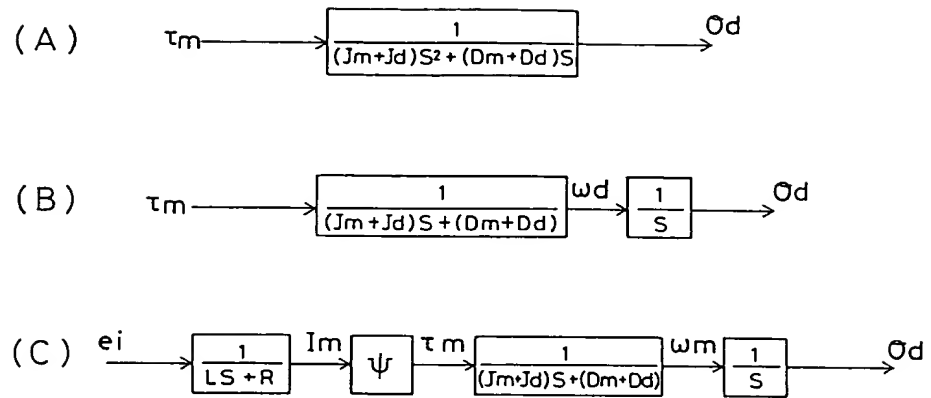 (A) τm 1 / (Jm+Jd)S²+(Dm+Dd)S θd
(B) τm 1 / (Jm+Jd)S+(Dm+Dd) ωd 1 / S θd
(C) ei 1 / LS+R Im Ψ τm 1 / (Jm+Jd)S+(Dm+Dd) ωm 1 / S θd